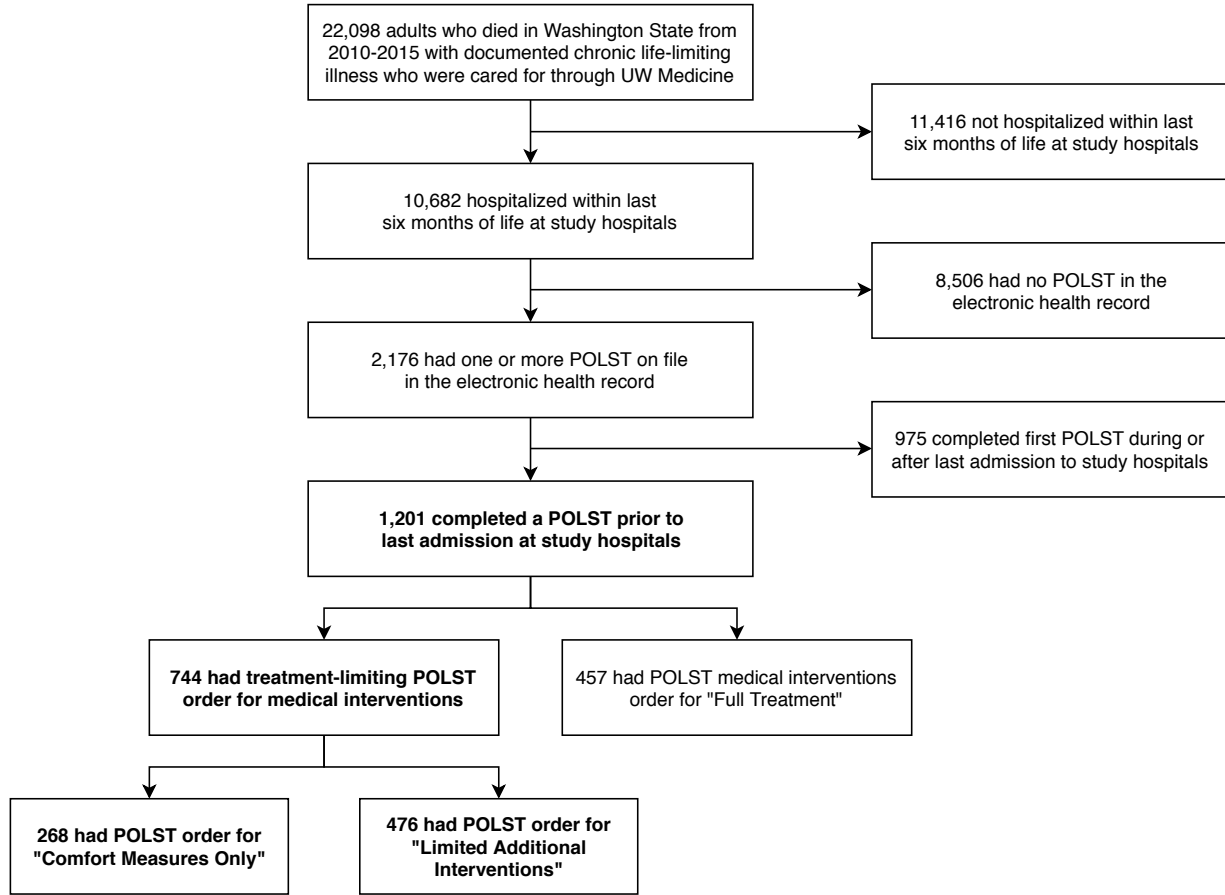 22,098 adults who died in Washington State from
2010-2015 with documented chronic life-limiting
illness who were cared for through UW Medicine
11,416 not hospitalized within last
six months of life at study hospitals
10,682 hospitalized within last
six months of life at study hospitals
8,506 had no POLST in the
electronic health record
2,176 had one or more POLST on file
in the electronic health record
975 completed first POLST during or
after last admission to study hospitals
1,201 completed a POLST prior to
last admission at study hospitals
744 had treatment-limiting POLST
order for medical interventions
457 had POLST medical interventions
order for "Full Treatment"
268 had POLST order for
"Comfort Measures Only"
476 had POLST order for
"Limited Additional
Interventions"